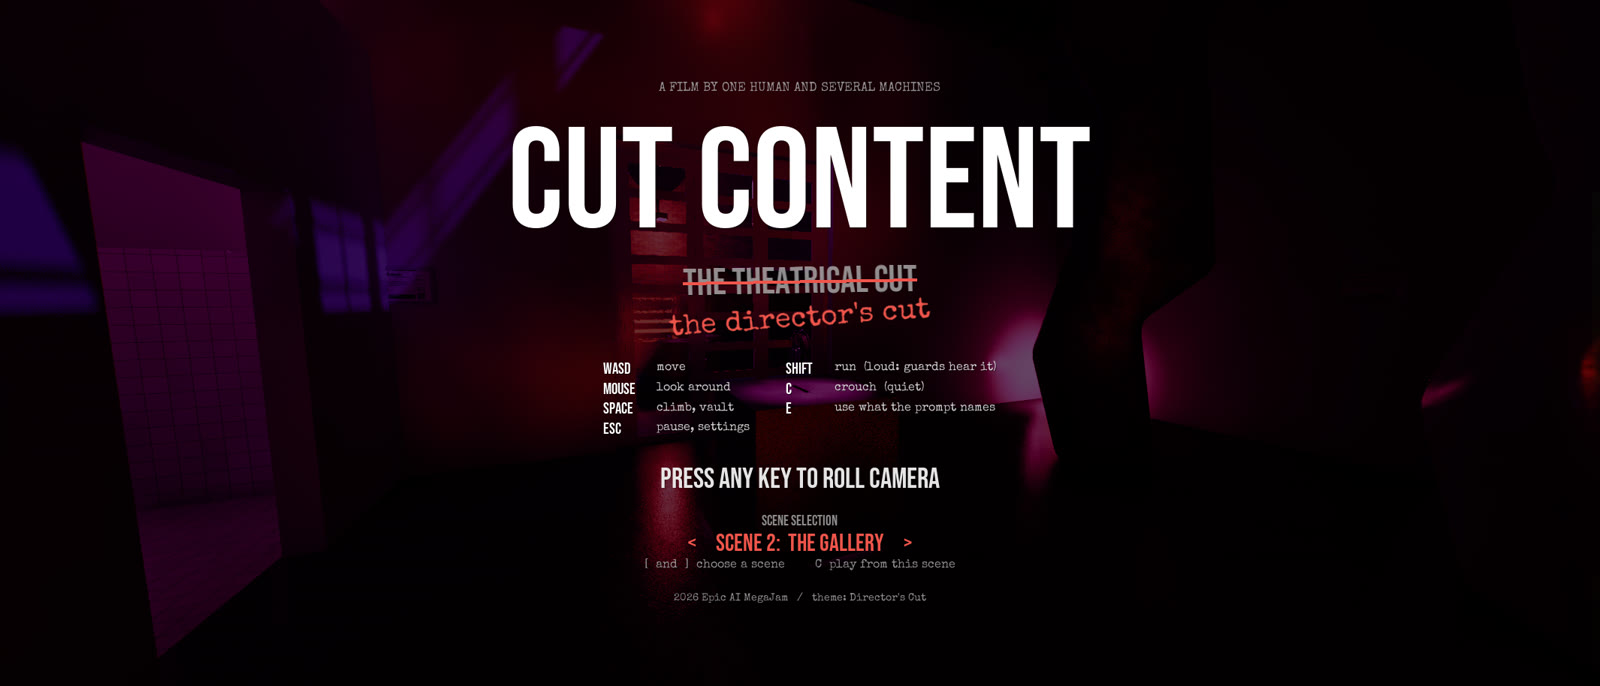 A FILM BY ONE HUMAN AND SEVERAL MACHINES
CUT CONTENT
THE THEATRICAL CUT
the director's cut
WASD move SHIFT run (loud: guards hear it)
MOUSE look around C crouch (quiet)
SPACE climb, vault E use what the prompt names
ESC pause, settings
PRESS ANY KEY TO ROLL CAMERA
SCENE SELECTION
< SCENE 2: THE GALLERY >
[ and ] choose a scene C play from this scene
2026 Epic AI MegaJam / theme: Director's Cut